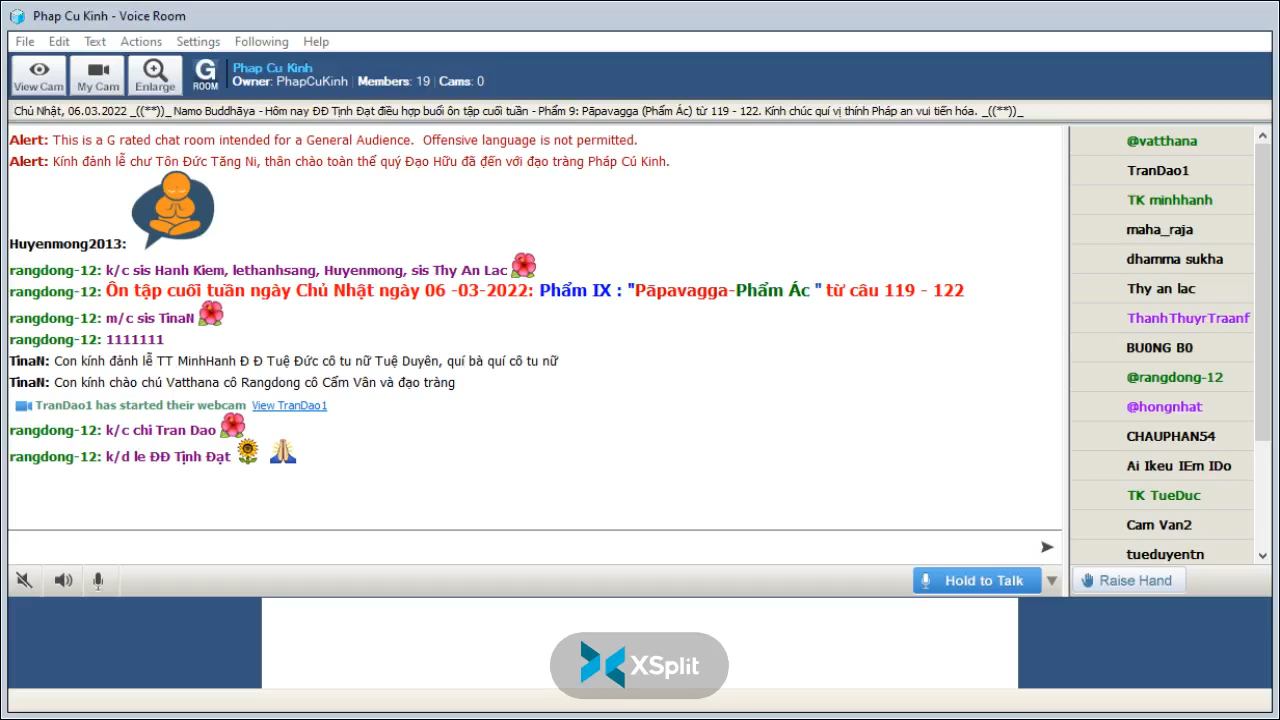 Phap Cu Kinh - Voice Room
File Edit Text Actions Settings Following Help
View Cam My Cam Enlarge G ROOM
Phap Cu Kinh
Owner: PhapCuKinh Members: 19 Cams: 0
Chủ Nhật, 06.03.2022 _((**))_ Namo Buddhāya - Hôm nay ĐĐ Tịnh Đạt điều hợp buổi ôn tập cuối tuần - Phẩm 9: Pāpavagga (Phẩm Ác) từ 119 - 122. Kính chúc quí vị thính Pháp an vui tiến hóa. _((**))_
Alert: This is a G rated chat room intended for a General Audience. Offensive language is not permitted.
Alert: Kính đảnh lễ chư Tôn Đức Tăng Ni, thân chào toàn thể quý Đạo Hữu đã đến với đạo tràng Pháp Cú Kinh.
Huyenmong2013:
rangdong-12: k/c sis Hanh Kiem, lethanhsang, Huyenmong, sis Thy An Lac
rangdong-12: Ôn tập cuối tuần ngày Chủ Nhật ngày 06 -03-2022: Phẩm IX : "Pāpavagga-Phẩm Ác " từ câu 119 - 122
rangdong-12: m/c sis TinaN
rangdong-12: 1111111
TinaN: Con kính đảnh lễ TT MinhHanh Đ Đ Tuệ Đức cô tu nữ Tuệ Duyên, quí bà quí cô tu nữ
TinaN: Con kính chào chú Vatthana cô Rangdong cô Cẩm Vân và đạo tràng
TranDao1 has started their webcam View TranDao1
rangdong-12: k/c chi Tran Dao
rangdong-12: k/d le ĐĐ Tịnh Đạt
@vatthana
TranDao1
TK minhhanh
maha_raja
dhamma sukha
Thy an lac
ThanhThuyrTraanf
BU0NG B0
@rangdong-12
@hongnhat
CHAUPHAN54
Ai Ikeu IEm IDo
TK TueDuc
Cam Van2
tueduyentn
Hold to Talk
Raise Hand
XSplit